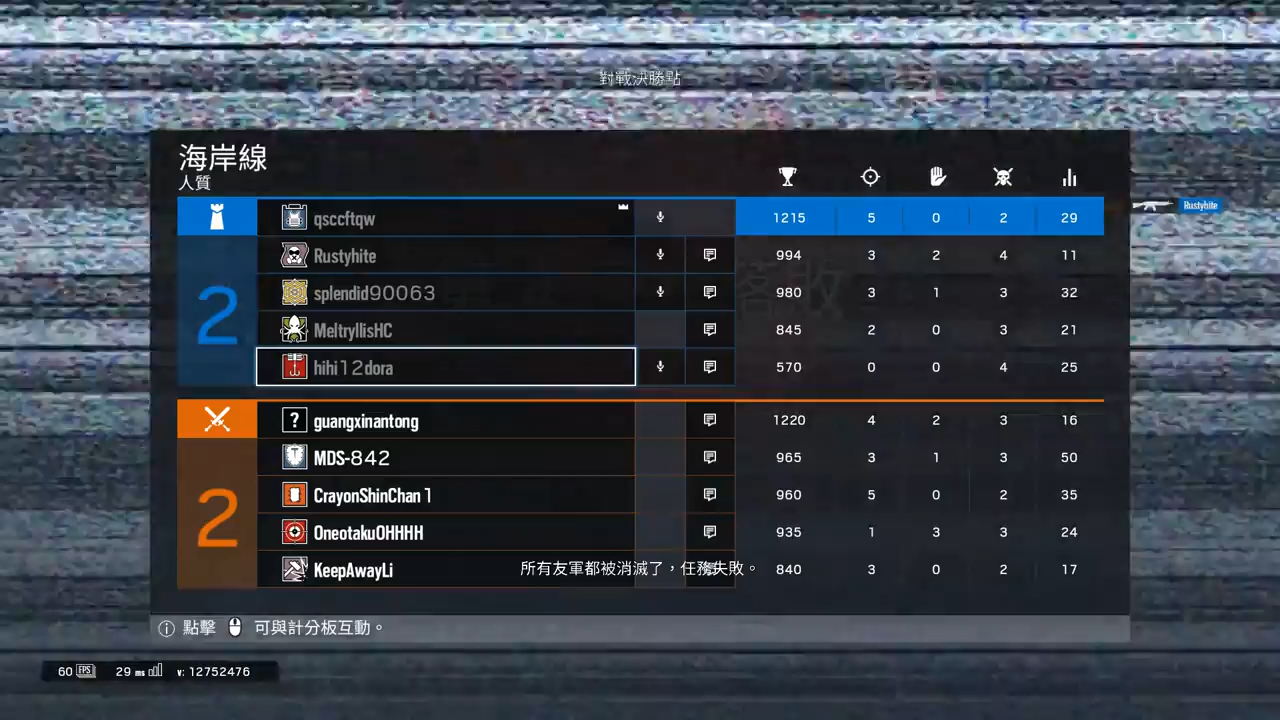 對戰決勝點
海岸線
人質
qsccftqw 1215 5 0 2 29
Rustyhite
Rustyhite 994 3 2 4 11
2
splendid90063 980 3 1 3 32
MeltryllisHC 845 2 0 3 21
hihi12dora 570 0 0 4 25
? guangxinantong 1220 4 2 3 16
2
MDS-842 965 3 1 3 50
CrayonShinChan1 960 5 0 2 35
OneotakuOHHHH 935 1 3 3 24
KeepAwayLi 840 3 0 2 17
所有友軍都被消滅了，任務失敗。
點擊 可與計分板互動。
60 FPS 29 ms v: 12752476